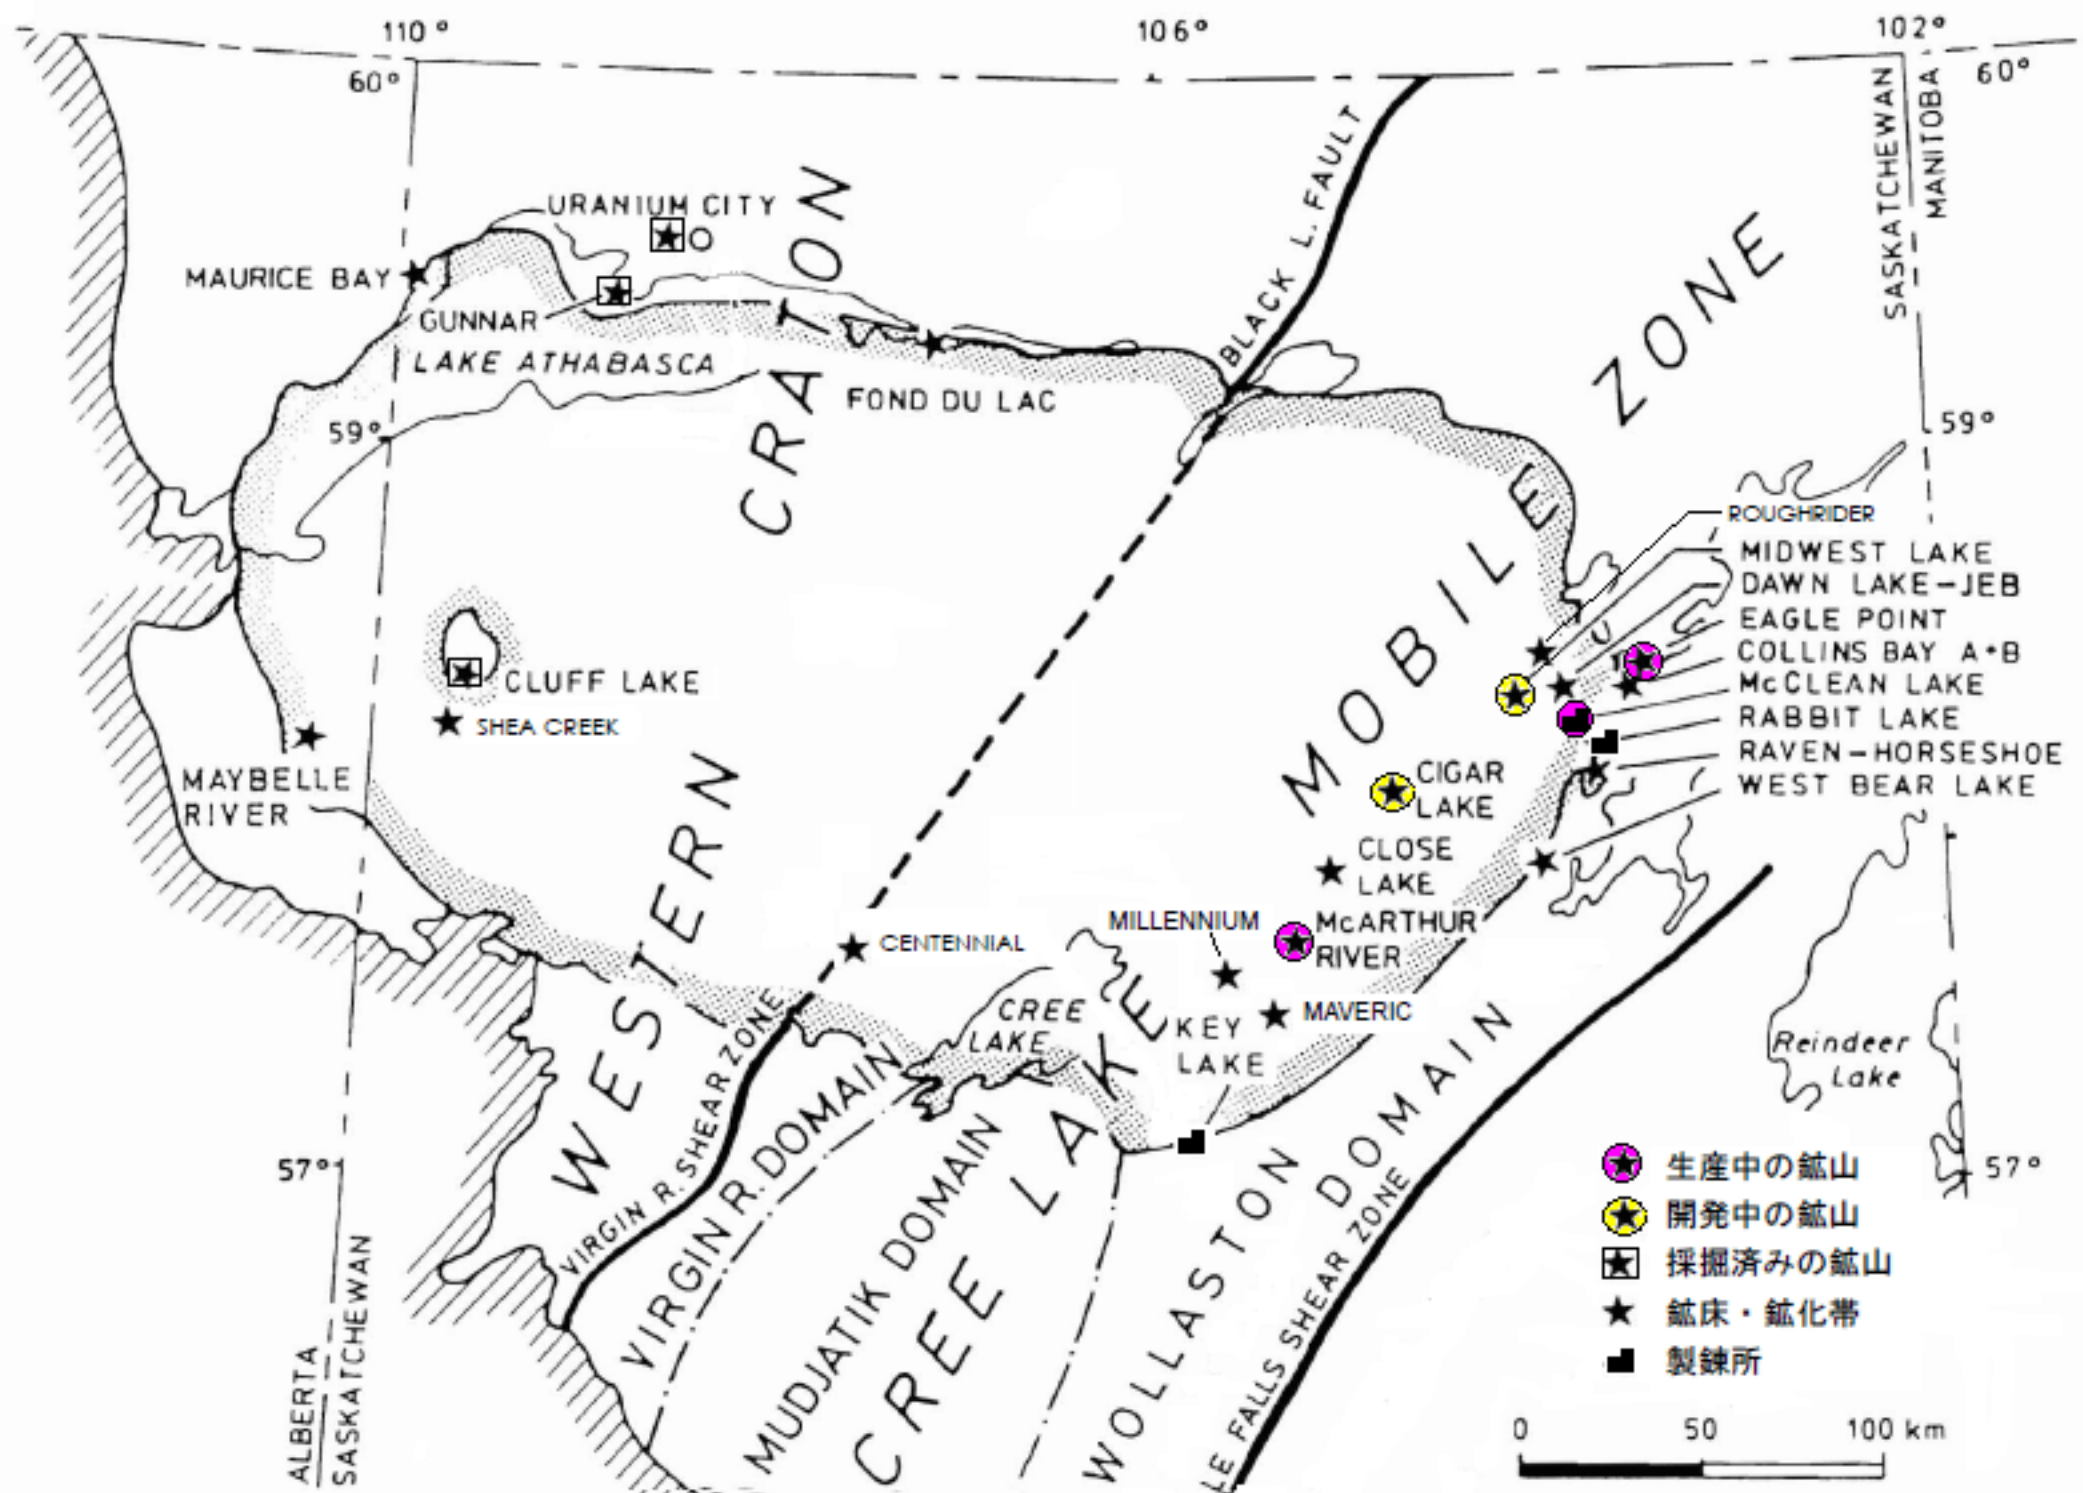 110°
106°
102°
60°
60°
SASKATCHEWAN
MANITOBA
URANIUM CITY
MAURICE BAY
GUNNAR
LAKE ATHABASCA
FOND DU LAC
BLACK L. FAULT
59°
59°
WESTERN CRATON
CREE LAKE MOBILE ZONE
ROUGHRIDER
MIDWEST LAKE
DAWN LAKE-JEB
EAGLE POINT
COLLINS BAY A+B
McCLEAN LAKE
RABBIT LAKE
RAVEN-HORSESHOE
WEST BEAR LAKE
CLUFF LAKE
SHEA CREEK
MAYBELLE
RIVER
CIGAR
LAKE
CLOSE
LAKE
MILLENNIUM
McARTHUR
RIVER
CENTENNIAL
MAVERIC
CREE
LAKE
KEY
LAKE
Reindeer
Lake
57°
57°
VIRGIN R. SHEAR ZONE
VIRGIN R. DOMAIN
MUDJATIK DOMAIN
WOLLASTON DOMAIN
LE FALLS SHEAR ZONE
ALBERTA
SASKATCHEWAN
生産中の鉱山
開発中の鉱山
採掘済みの鉱山
鉱床・鉱化帯
製錬所
0 50 100 km